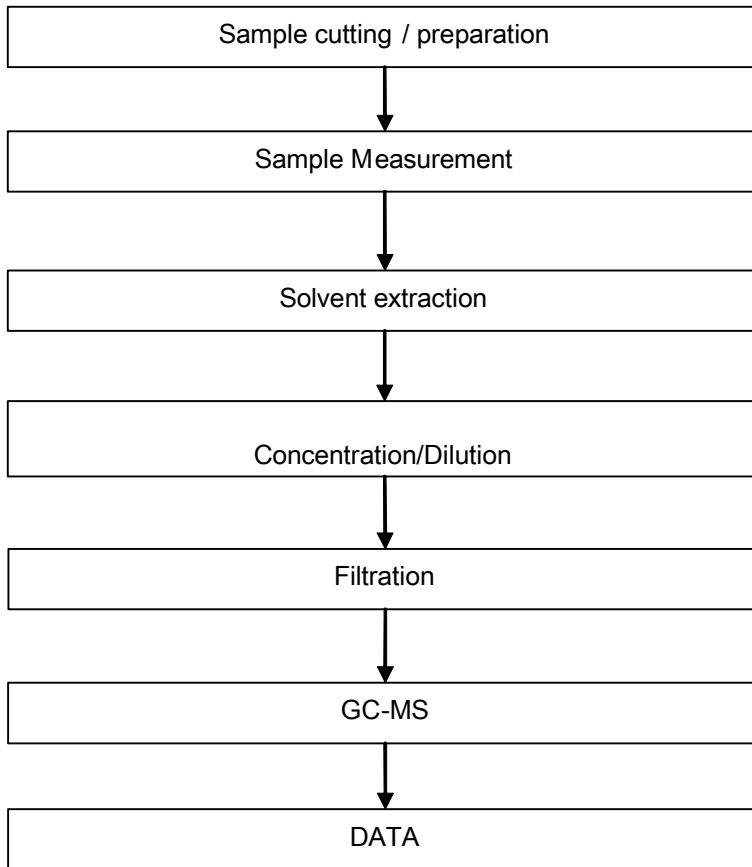 Sample cutting / preparation
Sample Measurement
Solvent extraction
Concentration/Dilution
Filtration
GC-MS
DATA